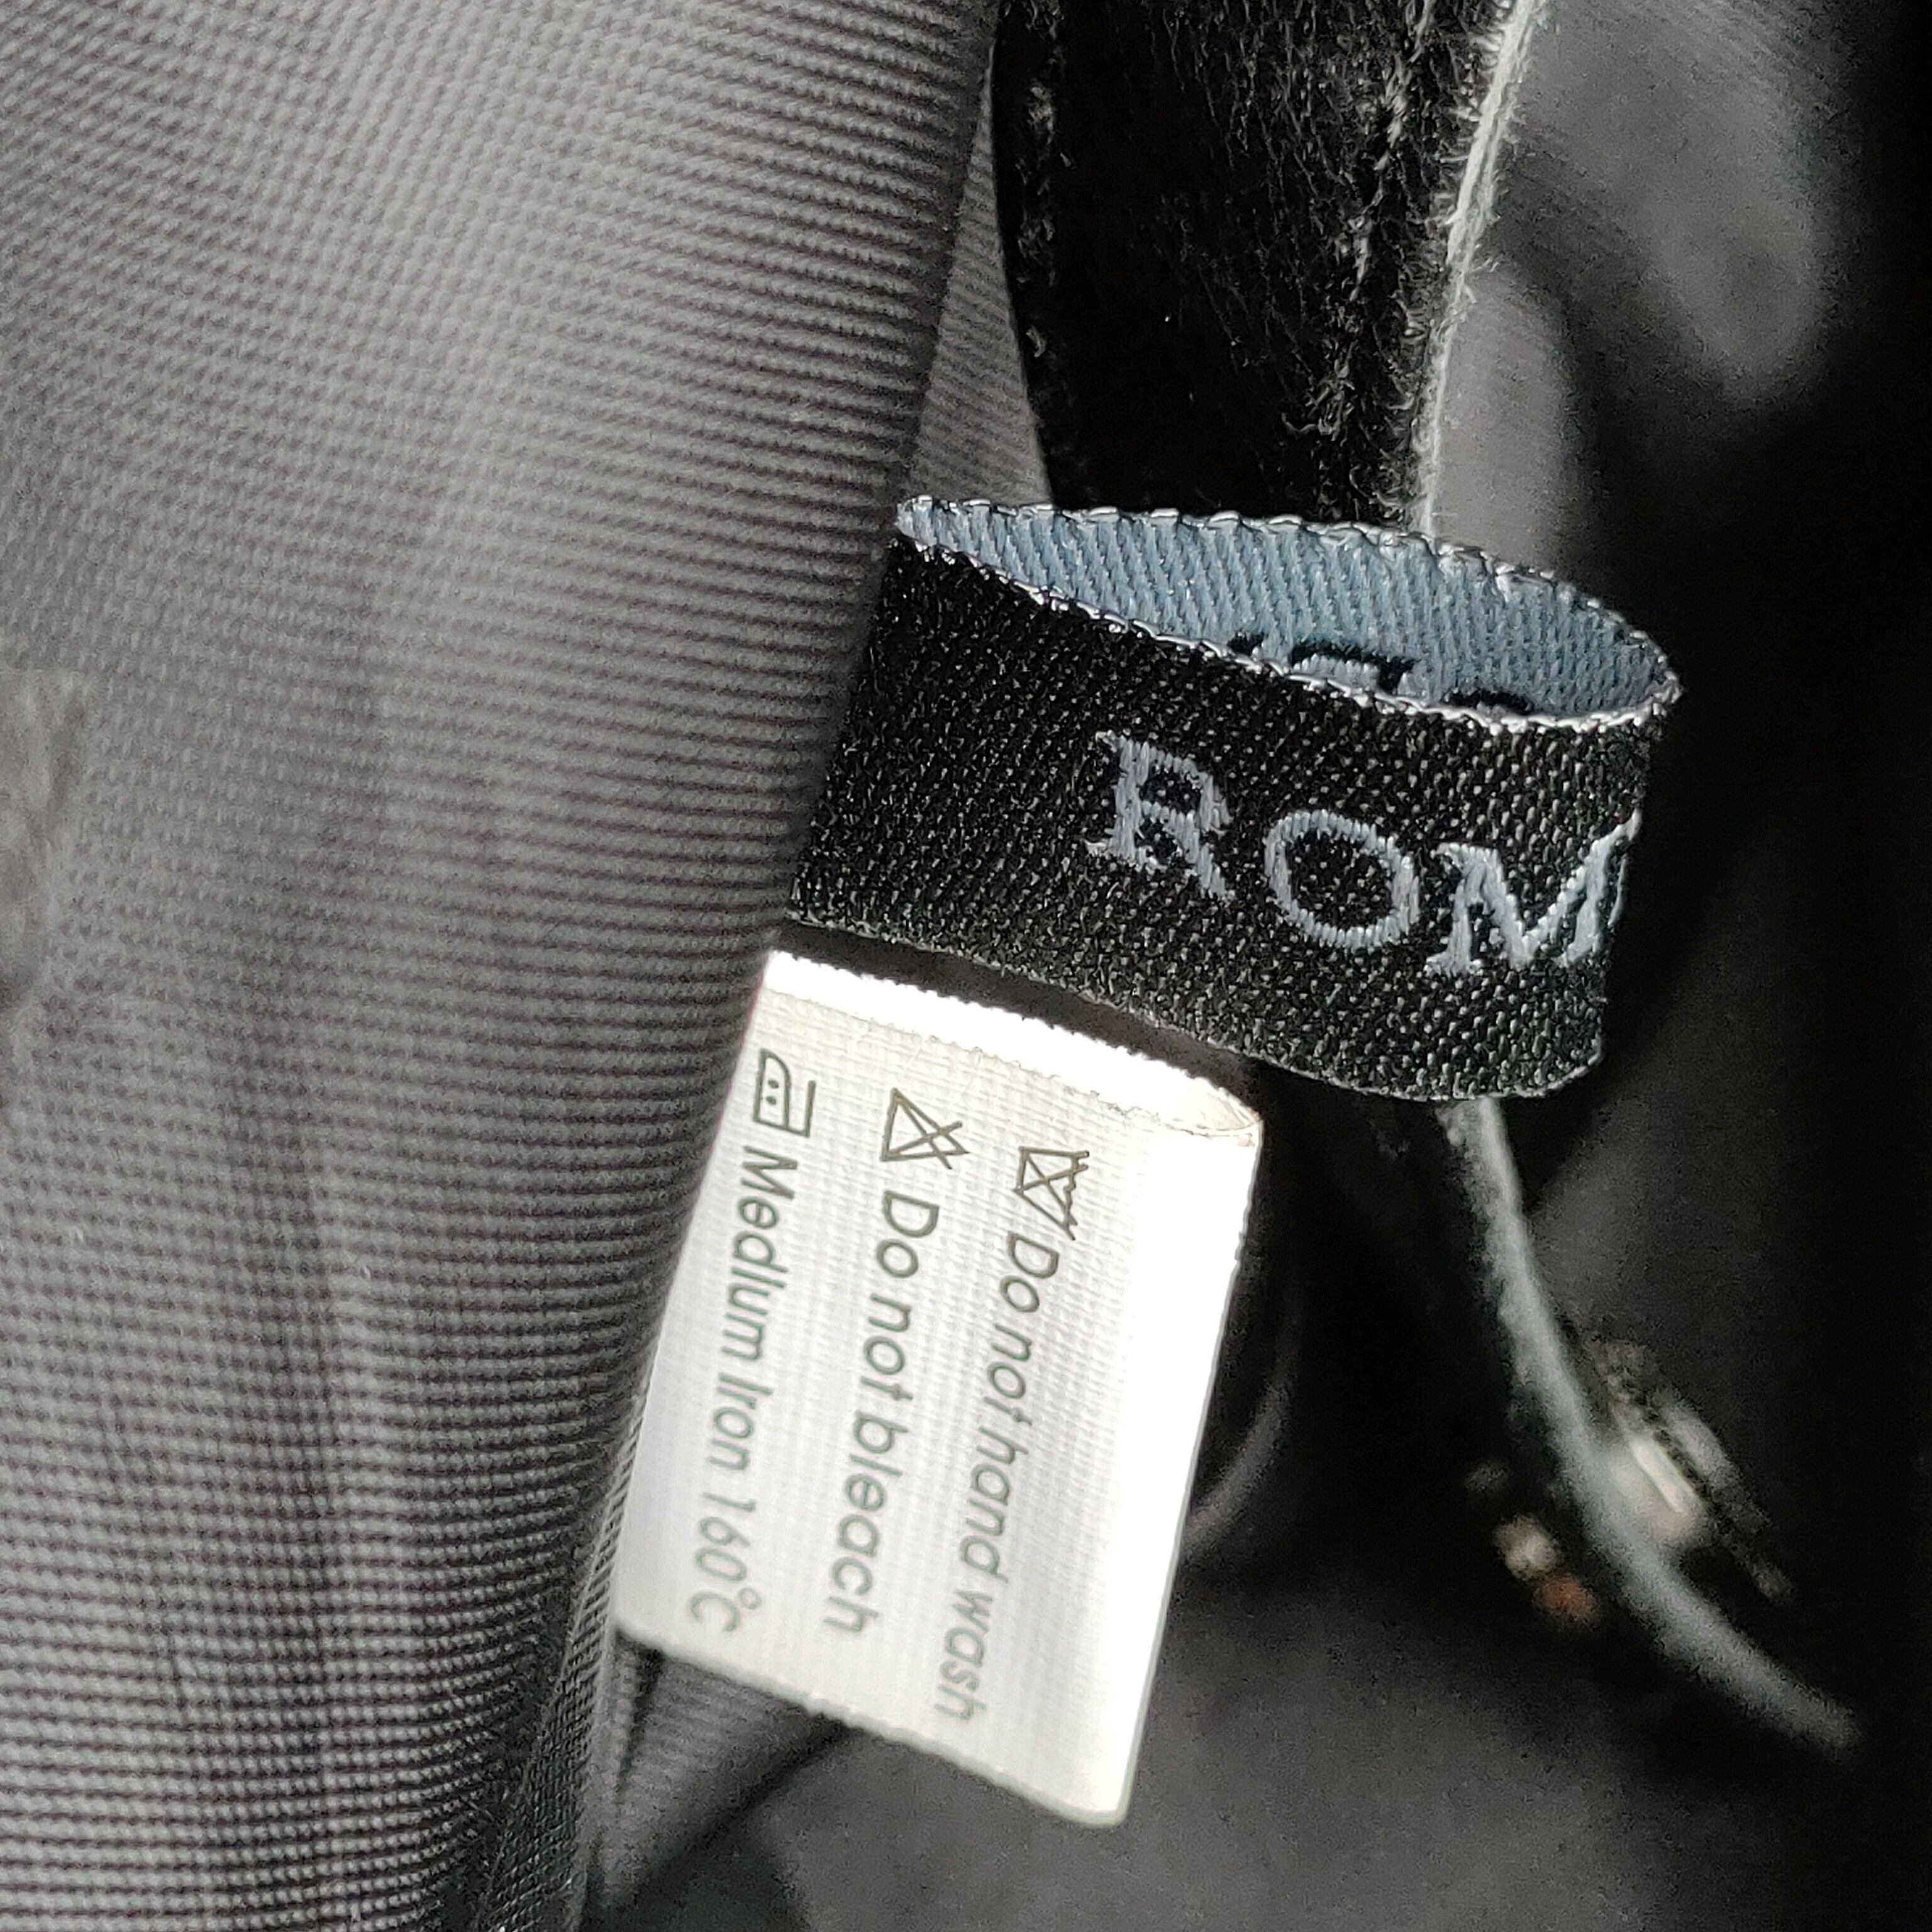 ROM
Do not hand wash
Do not bleach
Medium Iron 160°C